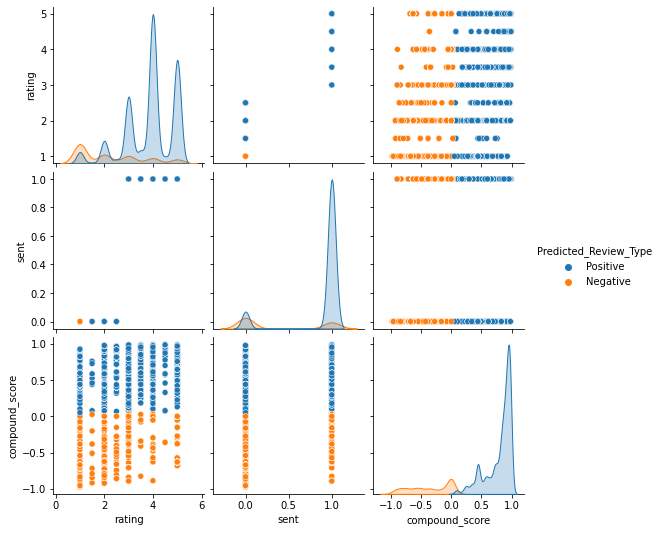 5
4
3
2
1
rating
1.0
0.8
0.6
0.4
0.2
0.0
sent
Predicted_Review_Type
Positive
Negative
1.0
0.5
0.0
−0.5
−1.0
compound_score
0 2 4 6
rating
0.0 0.5 1.0
sent
−1.0 −0.5 0.0 0.5 1.0
compound_score